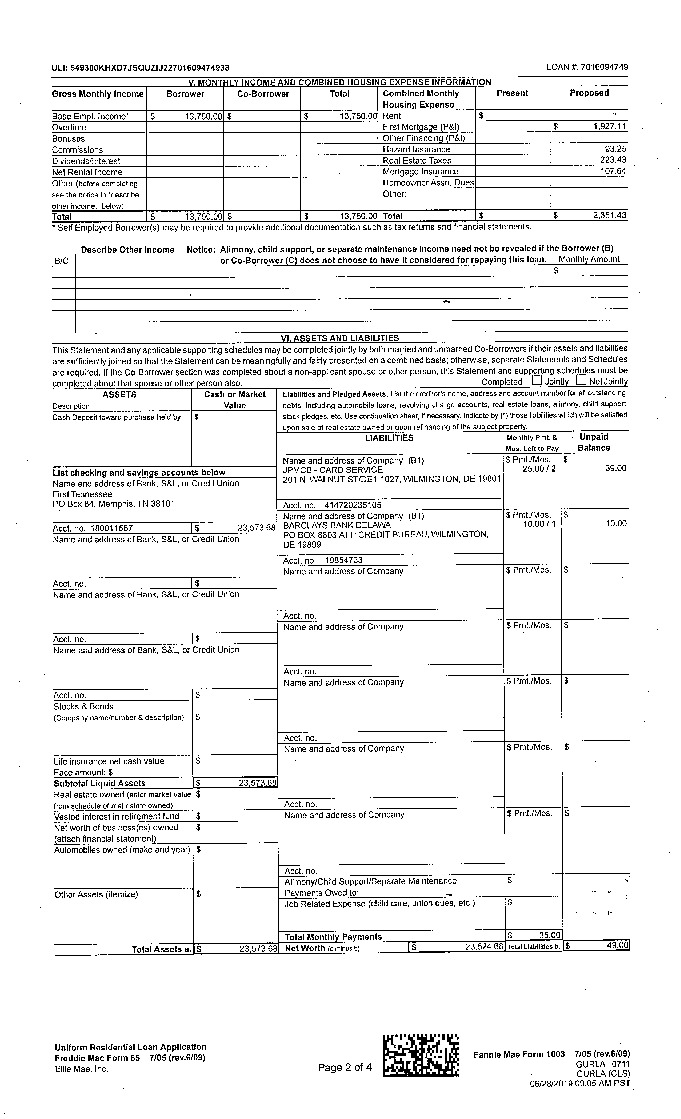 ULI: 549300KHXD7J5QUZIJ22701609474933 LOAN #: 7016094749
V. MONTHLY INCOME AND COMBINED HOUSING EXPENSE INFORMATION
Gross Monthly Income Borrower Co-Borrower Total Combined Monthly Housing Expense Present Proposed
Base Empl. Income* $ 13,760.00 $ $ 13,760.00 Rent $
Overtime First Mortgage (P&I) $ 1,927.11
Bonuses Other Financing (P&I)
Commissions Hazard Insurance 93.25
Dividends/Interest Real Estate Taxes 223.43
Net Rental Income Mortgage Insurance 107.64
Other (before completing Homeowner Assn. Dues
see the notice in "describe Other:
other income," below)
Total $ 13,760.00 $ $ 13,760.00 Total $ $ 2,351.43
* Self Employed Borrower(s) may be required to provide additional documentation such as tax returns and financial statements.
Describe Other Income Notice: Alimony, child support, or separate maintenance income need not be revealed if the Borrower (B)
B/C or Co-Borrower (C) does not choose to have it considered for repaying this loan. Monthly Amount
$
VI. ASSETS AND LIABILITIES
This Statement and any applicable supporting schedules may be completed jointly by both married and unmarried Co-Borrowers if their assets and liabilities
are sufficiently joined so that the Statement can be meaningfully and fairly presented on a combined basis; otherwise, separate Statements and Schedules
are required. If the Co-Borrower section was completed about a non-applicant spouse or other person, this Statement and supporting schedules must be
completed about that spouse or other person also. Completed Jointly Not Jointly
ASSETS Cash or Market Value
Description
Cash Deposit toward purchase held by $
Liabilities and Pledged Assets. List the creditor's name, address and account number for all outstanding
debts, including automobile loans, revolving charge accounts, real estate loans, alimony, child support,
stock pledges, etc. Use continuation sheet, if necessary. Indicate by (*) those liabilities which will be satisfied
upon sale of real estate owned or upon refinancing of the subject property.
LIABILITIES Monthly Pmt. & Mos. Left to Pay Unpaid Balance
Name and address of Company (B1) $ Pmt./Mos. $
JPMCB - CARD SERVICE 25.00 / 2 39.00
201 N WALNUT ST DE1 1027, WILMINGTON, DE 19801
List checking and savings accounts below
Name and address of Bank, S&L, or Credit Union
First Tennessee
PO Box 84, Memphis, TN 38101
Acct. no. 414720235105
Acct. no. 180011567 $ 23,573.68
Name and address of Company (B1) $ Pmt./Mos. $
BARCLAYS BANK DELAWA 10.00 / 1 10.00
PO BOX 8803 ATT: CREDIT BUREAU, WILMINGTON,
DE 19899
Name and address of Bank, S&L, or Credit Union
Acct. no. 19854733
Name and address of Company $ Pmt./Mos. $
Acct. no. $
Name and address of Bank, S&L, or Credit Union
Acct. no.
Name and address of Company $ Pmt./Mos. $
Acct. no. $
Name and address of Bank, S&L, or Credit Union
Acct. no.
Name and address of Company $ Pmt./Mos. $
Acct. no. $
Stocks & Bonds
(Company name/number & description) $
Acct. no.
Name and address of Company $ Pmt./Mos. $
Life insurance net cash value $
Face amount: $
Subtotal Liquid Assets $ 23,573.68
Real estate owned (enter market value $
from schedule of real estate owned)
Acct. no.
Vested interest in retirement fund $
Name and address of Company $ Pmt./Mos. $
Net worth of business(es) owned $
(attach financial statement)
Automobiles owned (make and year) $
Acct. no.
Alimony/Child Support/Separate Maintenance $
Payments Owed to:
Other Assets (itemize) $
Job Related Expense (child care, union dues, etc.) $
Total Monthly Payments $ 35.00
Total Assets a. $ 23,573.68 Net Worth (a minus b) $ 23,524.68 Total Liabilities b. $ 49.00
Uniform Residential Loan Application
Freddie Mac Form 65 7/05 (rev.6/09)
Ellie Mae, Inc.
Page 2 of 4
Fannie Mae Form 1003 7/05 (rev.6/09)
GURLA 0711
GURLA (CLS)
06/28/2019 09:05 AM PST